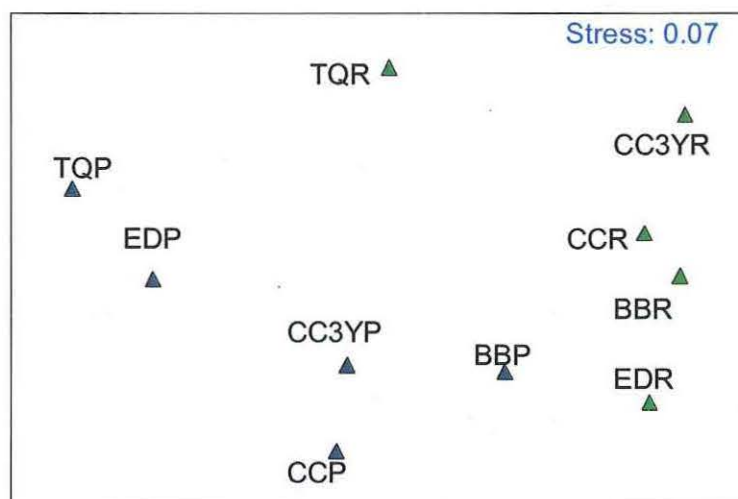 Stress: 0.07
TQR
CC3YR
TQP
EDP
CCR
BBR
CC3YP
BBP
EDR
CCP